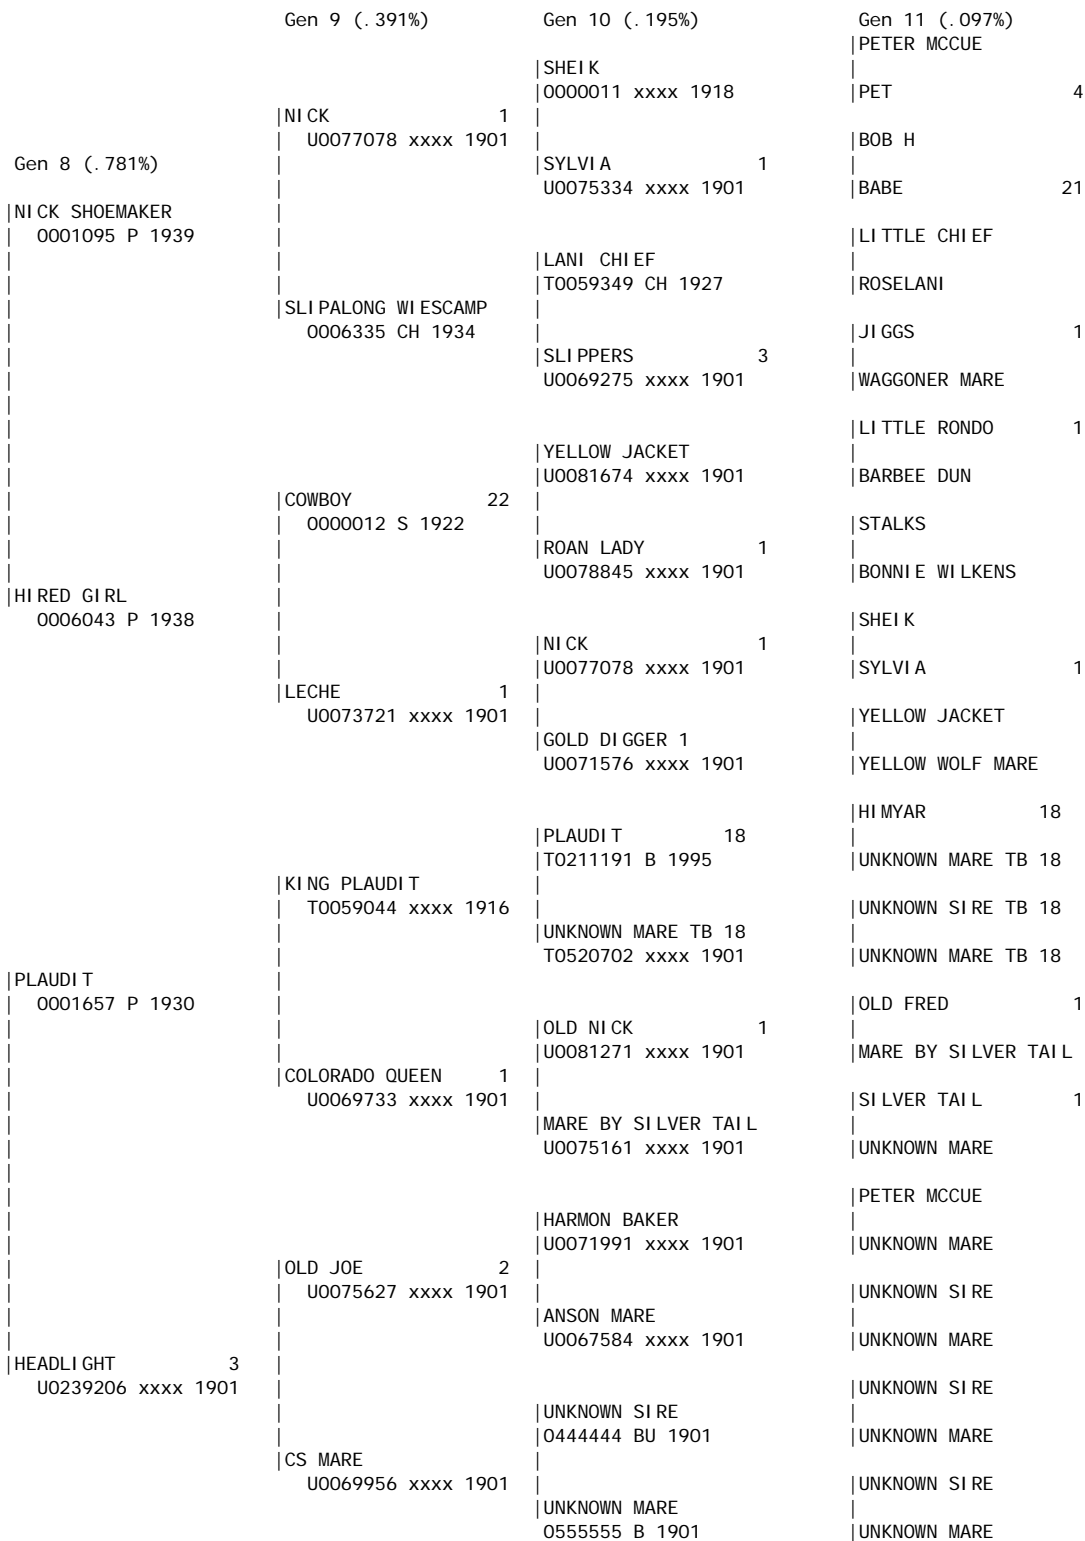 Gen 9 (.391%) Gen 10 (.195%) Gen 11 (.097%)
|PETER MCCUE
|SHEIK |
|0000011 xxxx 1918 |PET 4
|NICK 1 |
| U0077078 xxxx 1901 | |BOB H
Gen 8 (.781%) | |SYLVIA 1 |
| U0075334 xxxx 1901 |BABE 21
|NICK SHOEMAKER |
| 0001095 P 1939 | |LITTLE CHIEF
| | |LANI CHIEF |
| | |T0059349 CH 1927 |ROSELANI
| |SLIPALONG WIESCAMP |
| 0006335 CH 1934 | |JIGGS 1
| |SLIPPERS 3 |
| U0069275 xxxx 1901 |WAGGONER MARE
|
| |LITTLE RONDO 1
| |YELLOW JACKET |
| |U0081674 xxxx 1901 |BARBEE DUN
| |COWBOY 22 |
| | 0000012 S 1922 | |STALKS
| | |ROAN LADY 1 |
| | U0078845 xxxx 1901 |BONNIE WILKENS
|HIRED GIRL |
0006043 P 1938 | |SHEIK
| |NICK 1 |
| |U0077078 xxxx 1901 |SYLVIA 1
|LECHE 1 |
U0073721 xxxx 1901 | |YELLOW JACKET
|GOLD DIGGER 1 |
U0071576 xxxx 1901 |YELLOW WOLF MARE
|HIMYAR 18
|PLAUDIT 18 |
|T0211191 B 1995 |UNKNOWN MARE TB 18
|KING PLAUDIT |
| T0059044 xxxx 1916 | |UNKNOWN SIRE TB 18
| |UNKNOWN MARE TB 18 |
| T0520702 xxxx 1901 |UNKNOWN MARE TB 18
|PLAUDIT |
| 0001657 P 1930 | |OLD FRED 1
| | |OLD NICK 1 |
| | |U0081271 xxxx 1901 |MARE BY SILVER TAIL
| |COLORADO QUEEN 1 |
| U0069733 xxxx 1901 | |SILVER TAIL 1
| |MARE BY SILVER TAIL |
| U0075161 xxxx 1901 |UNKNOWN MARE
|
| |PETER MCCUE
| |HARMON BAKER |
| |U0071991 xxxx 1901 |UNKNOWN MARE
| |OLD JOE 2 |
| | U0075627 xxxx 1901 | |UNKNOWN SIRE
| | |ANSON MARE |
| | U0067584 xxxx 1901 |UNKNOWN MARE
|HEADLIGHT 3 |
U0239206 xxxx 1901 | |UNKNOWN SIRE
| |UNKNOWN SIRE |
| |0444444 BU 1901 |UNKNOWN MARE
|CS MARE |
U0069956 xxxx 1901 | |UNKNOWN SIRE
|UNKNOWN MARE |
0555555 B 1901 |UNKNOWN MARE